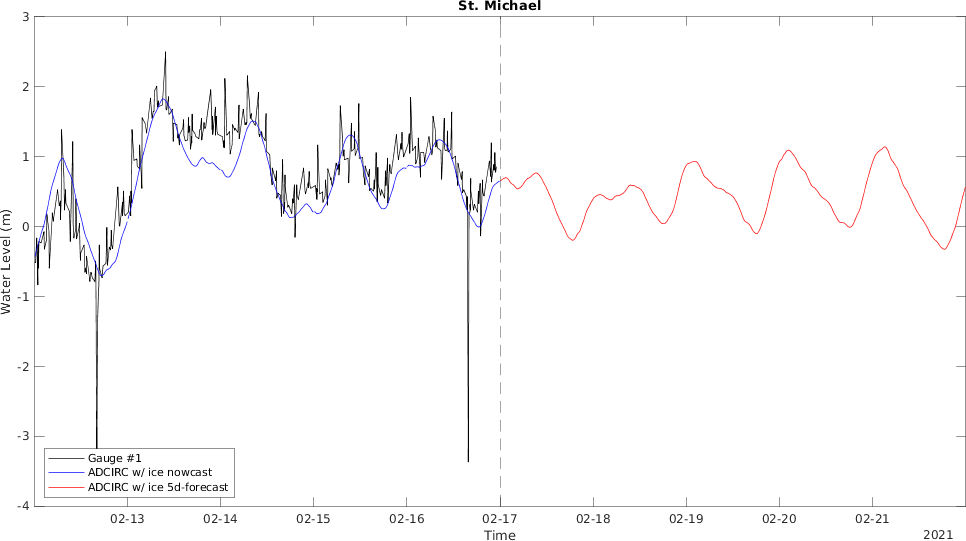 St. Michael
3
2
1
0
-1
-2
-3
-4
Water Level (m)
Gauge #1
ADCIRC w/ ice nowcast
ADCIRC w/ ice 5d-forecast
02-13 02-14 02-15 02-16 02-17 02-18 02-19 02-20 02-21
Time
2021